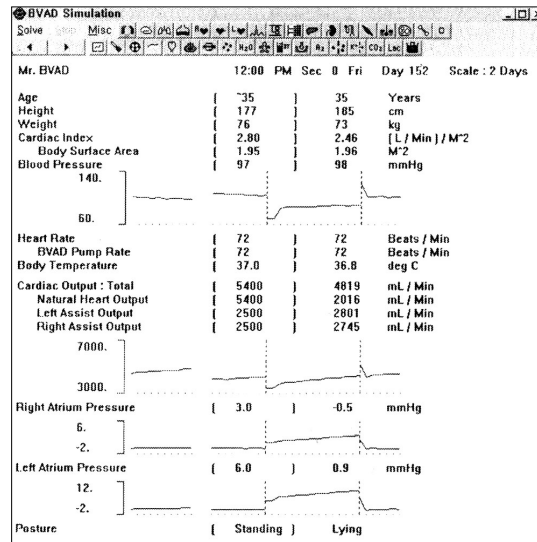 BVAD Simulation
Solve Stop Misc
H2O A2 K+ CO2 Lac
Mr. BVAD 12:00 PM Sec 0 Fri Day 152 Scale : 2 Days
Age [ ~35 ] 35 Years
Height [ 177 ] 185 cm
Weight [ 76 ] 73 kg
Cardiac Index [ 2.80 ] 2.46 [ L / Min ] / M^2
Body Surface Area [ 1.95 ] 1.96 M^2
Blood Pressure [ 97 ] 98 mmHg
140.
60.
Heart Rate [ 72 ] 72 Beats / Min
BVAD Pump Rate [ 72 ] 72 Beats / Min
Body Temperature [ 37.0 ] 36.8 deg C
Cardiac Output : Total [ 5400 ] 4819 mL / Min
Natural Heart Output [ 5400 ] 2016 mL / Min
Left Assist Output [ 2500 ] 2801 mL / Min
Right Assist Output [ 2500 ] 2745 mL / Min
7000.
3000.
Right Atrium Pressure [ 3.0 ] -0.5 mmHg
6.
-2.
Left Atrium Pressure [ 6.0 ] 0.9 mmHg
12.
-2.
Posture [ Standing ] Lying